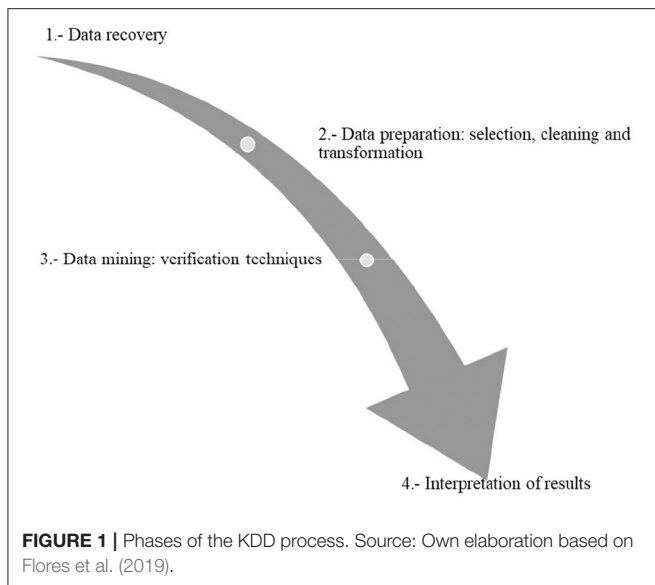 1.- Data recovery
2.- Data preparation: selection, cleaning and
transformation
3.- Data mining: verification techniques
4.- Interpretation of results
FIGURE 1 | Phases of the KDD process. Source: Own elaboration based on
Flores et al. (2019).